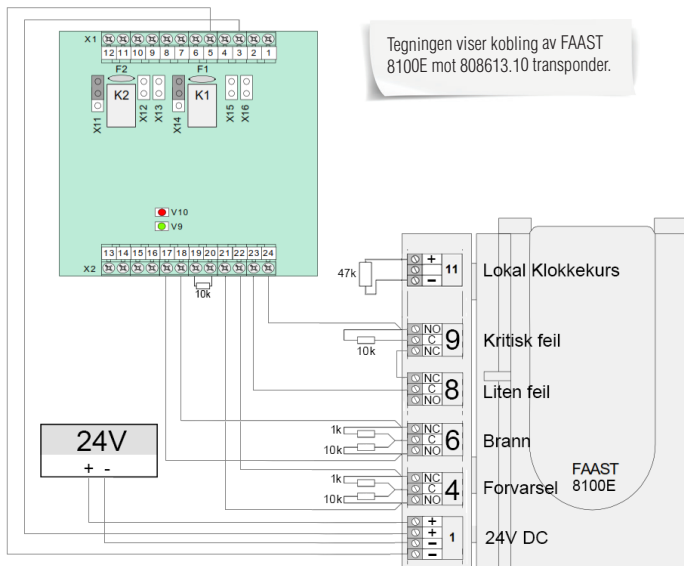 Tegningen viser kobling av FAAST
8100E mot 808613.10 transponder.
X1
12 11 10 9 8 7 6 5 4 3 2 1
F2 F1
K2 K1
X11 X12 X13 X14 X15 X16
V10
V9
13 14 15 16 17 18 19 20 21 22 23 24
X2
10k
47k
+
11
−
Lokal Klokkekurs
NO
C
NC
9
10k
Kritisk feil
NC
C
NO
8
Liten feil
1k
10k
NC
C
NO
6
Brann
1k
10k
NC
C
NO
4
Forvarsel
24V
+ -
+
+
−
−
1
24V DC
FAAST
8100E